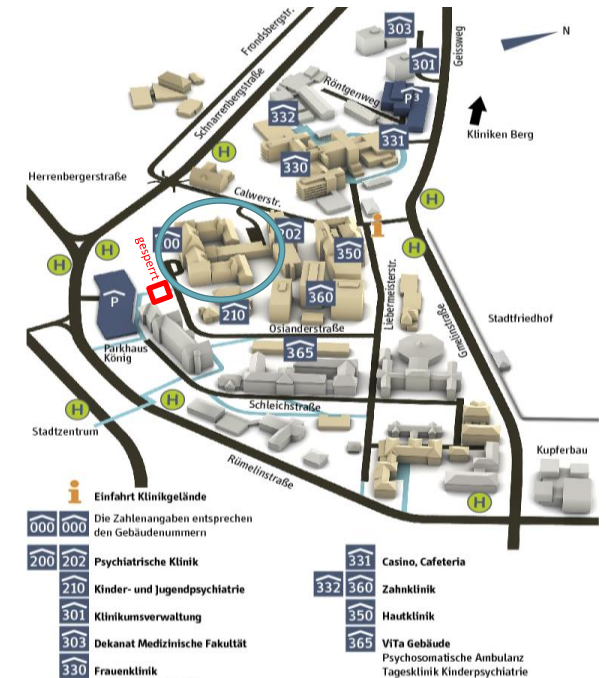 Frondsbergstr.
303
Geissweg
N
301
Schnarrenbergstraße
Röntgenweg
P 3
332
331
Kliniken Berg
H
330
Herrenbergerstraße
Calwerstr.
H
i
00
202
H
H
gesperrt
350
H
Liebermeisterstr.
P
360
210
Gmelinstraße
Stadtfriedhof
Osianderstraße
Parkhaus
König
365
H
H
Schleichstraße
Stadtzentrum
Rümelinstraße
Kupferbau
H
i Einfahrt Klinikgelände
000 000 Die Zahlenangaben entsprechen
den Gebäudenummern
200 202 Psychiatrische Klinik
210 Kinder- und Jugendpsychiatrie
301 Klinikumsverwaltung
303 Dekanat Medizinische Fakultät
330 Frauenklinik
331 Casino, Cafeteria
332 360 Zahnklinik
350 Hautklinik
365 ViTa Gebäude
Psychosomatische Ambulanz
Tagesklinik Kinderpsychiatrie